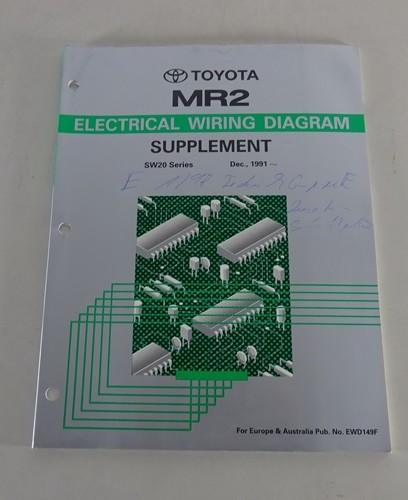 TOYOTA
MR2
ELECTRICAL WIRING DIAGRAM
SUPPLEMENT
SW20 Series Dec., 1991 ~
E
For Europe & Australia Pub. No. EWD149F